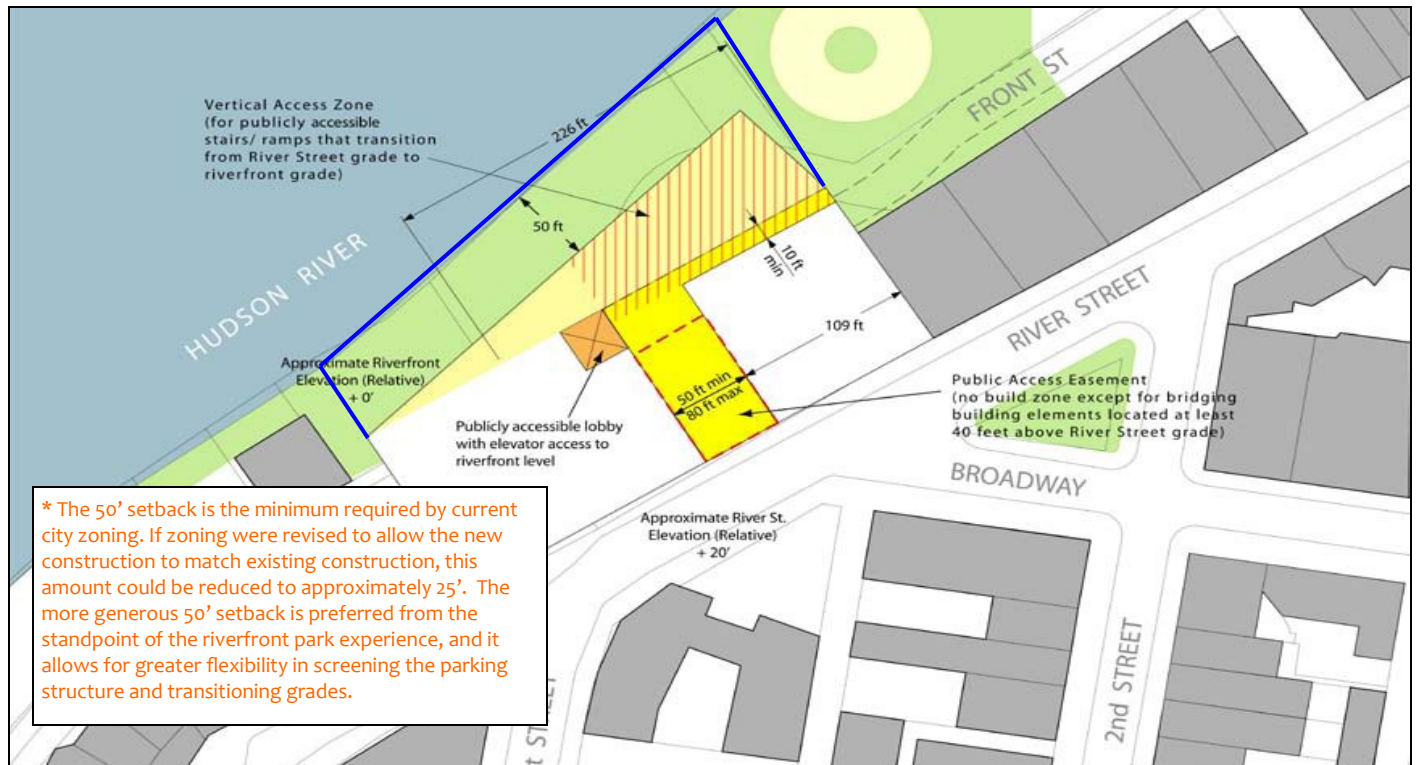 Vertical Access Zone
(for publicly accessible
stairs/ ramps that transition
from River Street grade to
riverfront grade)
226 ft
FRONT ST
50 ft
HUDSON RIVER
10 ft
min
RIVER STREET
109 ft
Approximate Riverfront
Elevation (Relative)
+ 0'
50 ft min
80 ft max
Public Access Easement
(no build zone except for bridging
building elements located at least
40 feet above River Street grade)
Publicly accessible lobby
with elevator access to
riverfront level
BROADWAY
* The 50’ setback is the minimum required by current
city zoning. If zoning were revised to allow the new
construction to match existing construction, this
amount could be reduced to approximately 25’.  The
more generous 50’ setback is preferred from the
standpoint of the riverfront park experience, and it
allows for greater flexibility in screening the parking
structure and transitioning grades.
Approximate River St.
Elevation (Relative)
+ 20'
2nd STREET